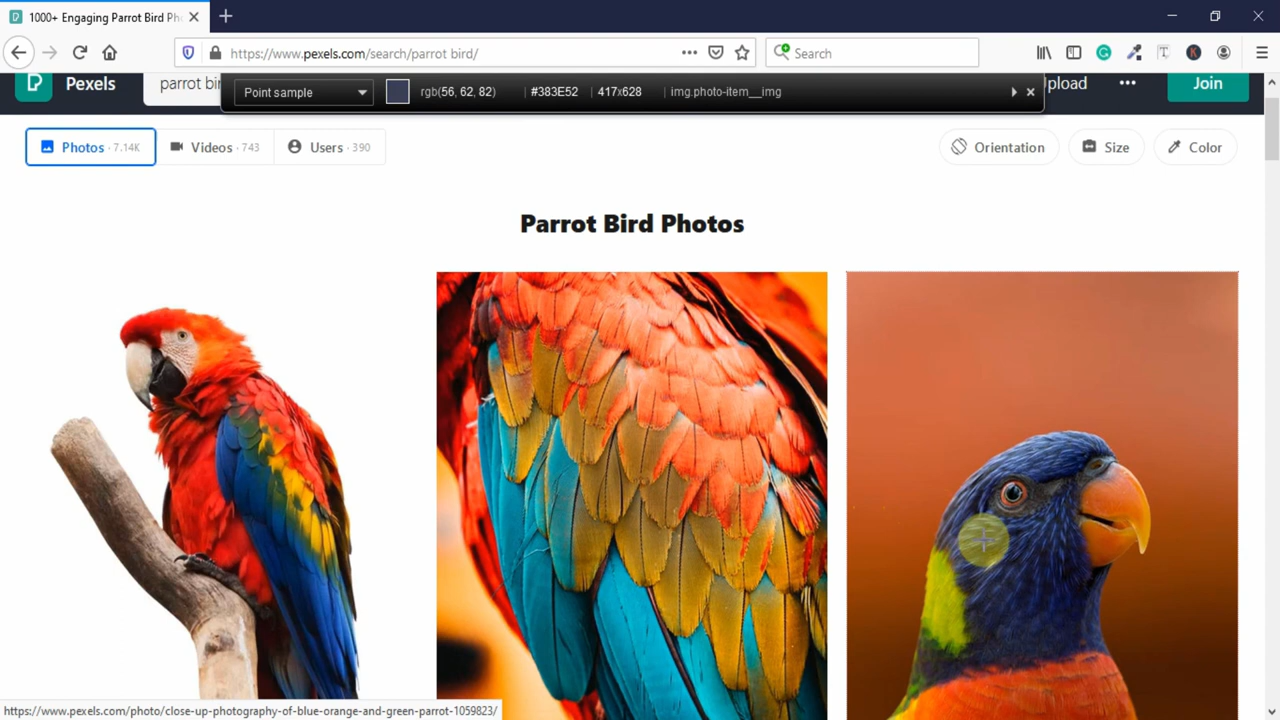 1000+ Engaging Parrot Bird Pho
https://www.pexels.com/search/parrot bird/
Search
Pexels
parrot bir
Point sample
rgb(56, 62, 82)
#383E52
417x628
img.photo-item__img
Upload
Join
Photos · 7.14K
Videos · 743
Users · 390
Orientation
Size
Color
Parrot Bird Photos
https://www.pexels.com/photo/close-up-photography-of-blue-orange-and-green-parrot-1059823/